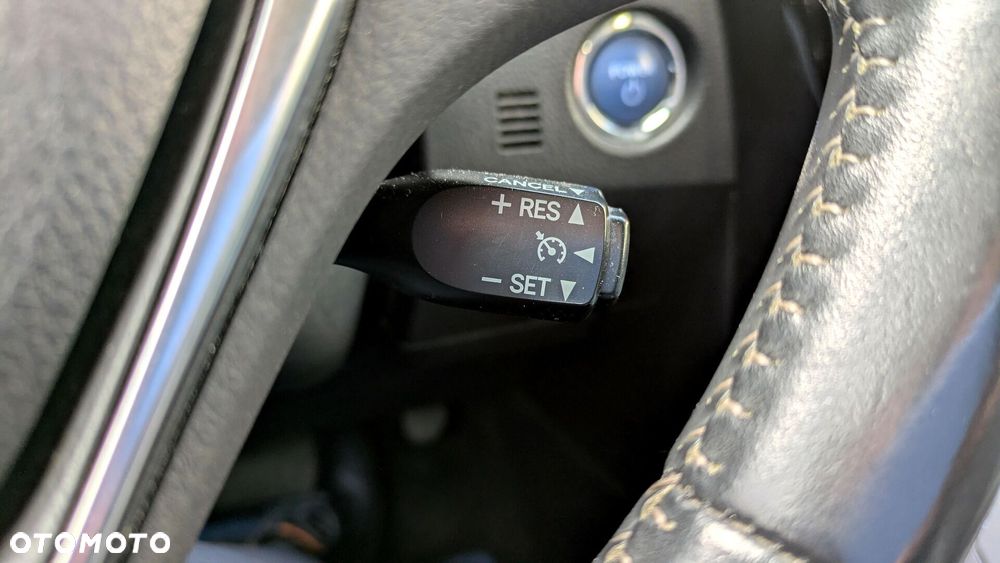 POWER
CANCEL ▼
+ RES ▲
◀
− SET ▼
OTOMOTO